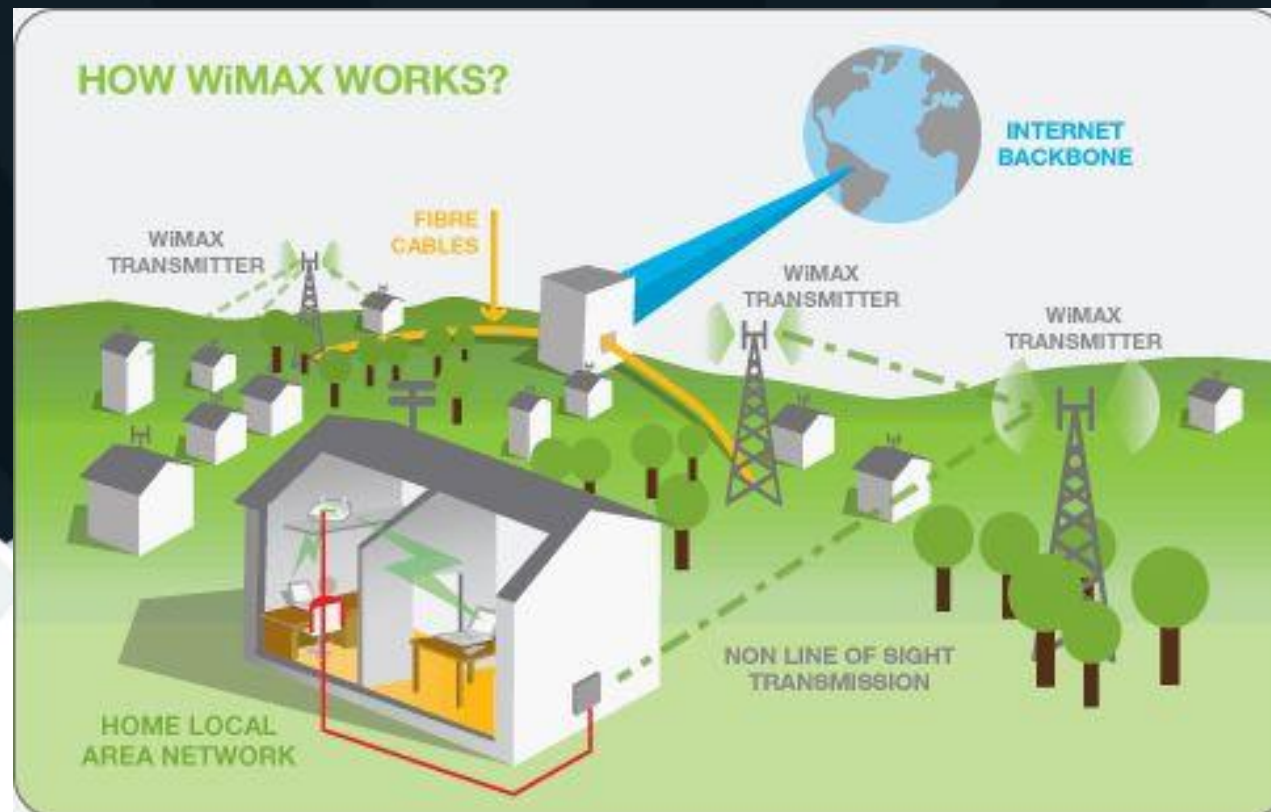 HOW WiMAX WORKS?
INTERNET
BACKBONE
FIBRE
CABLES
WiMAX
TRANSMITTER
WiMAX
TRANSMITTER
WiMAX
TRANSMITTER
NON LINE OF SIGHT
TRANSMISSION
HOME LOCAL
AREA NETWORK